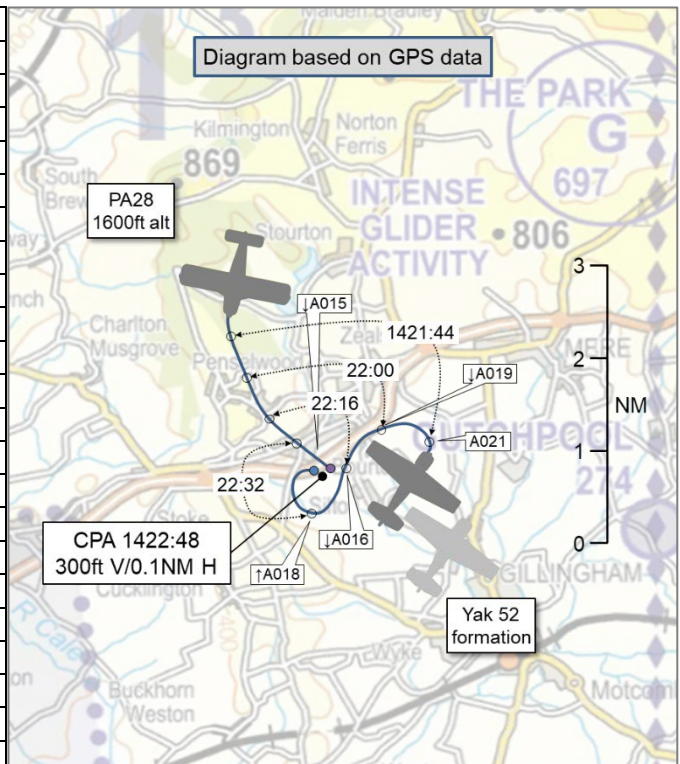 Maiden Bradley
Diagram based on GPS data
THE PARK
G
697
Kilmington
Norton
Ferris
869
South
Brew
PA28
1600ft alt
INTENSE
GLIDER
ACTIVITY
806
Stourton
3
↓A015
Charlton
Musgrove
1421:44
Zeal
MERE
Penselwood
22:00
2
↓A019
NM
22:16
A021
1
274
22:32
Stoke
CPA 1422:48
300ft V/0.1NM H
↓A016
0
↑A018
GILLINGHAM
Cucklington
Yak 52
formation
R Cale
Wyke
Buckhorn
Weston
Motcom